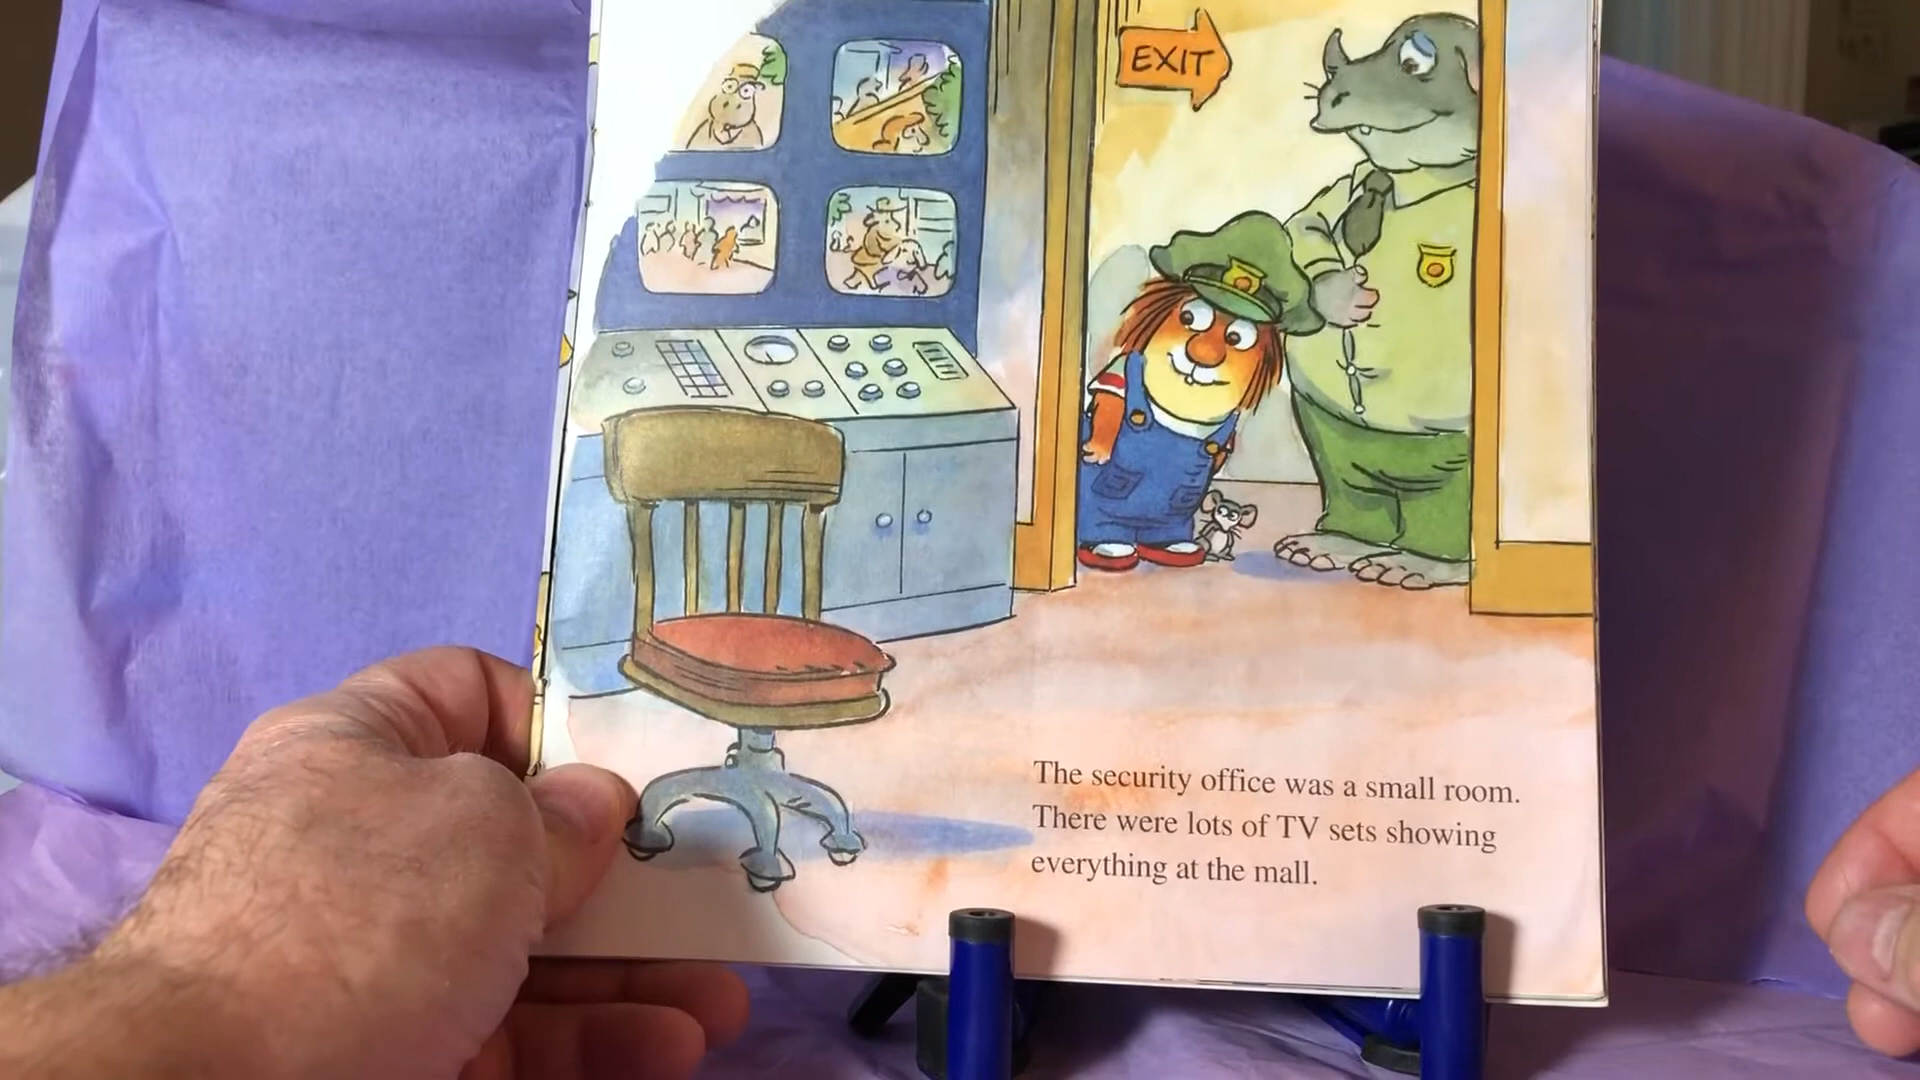 EXIT
The security office was a small room.
There were lots of TV sets showing
everything at the mall.